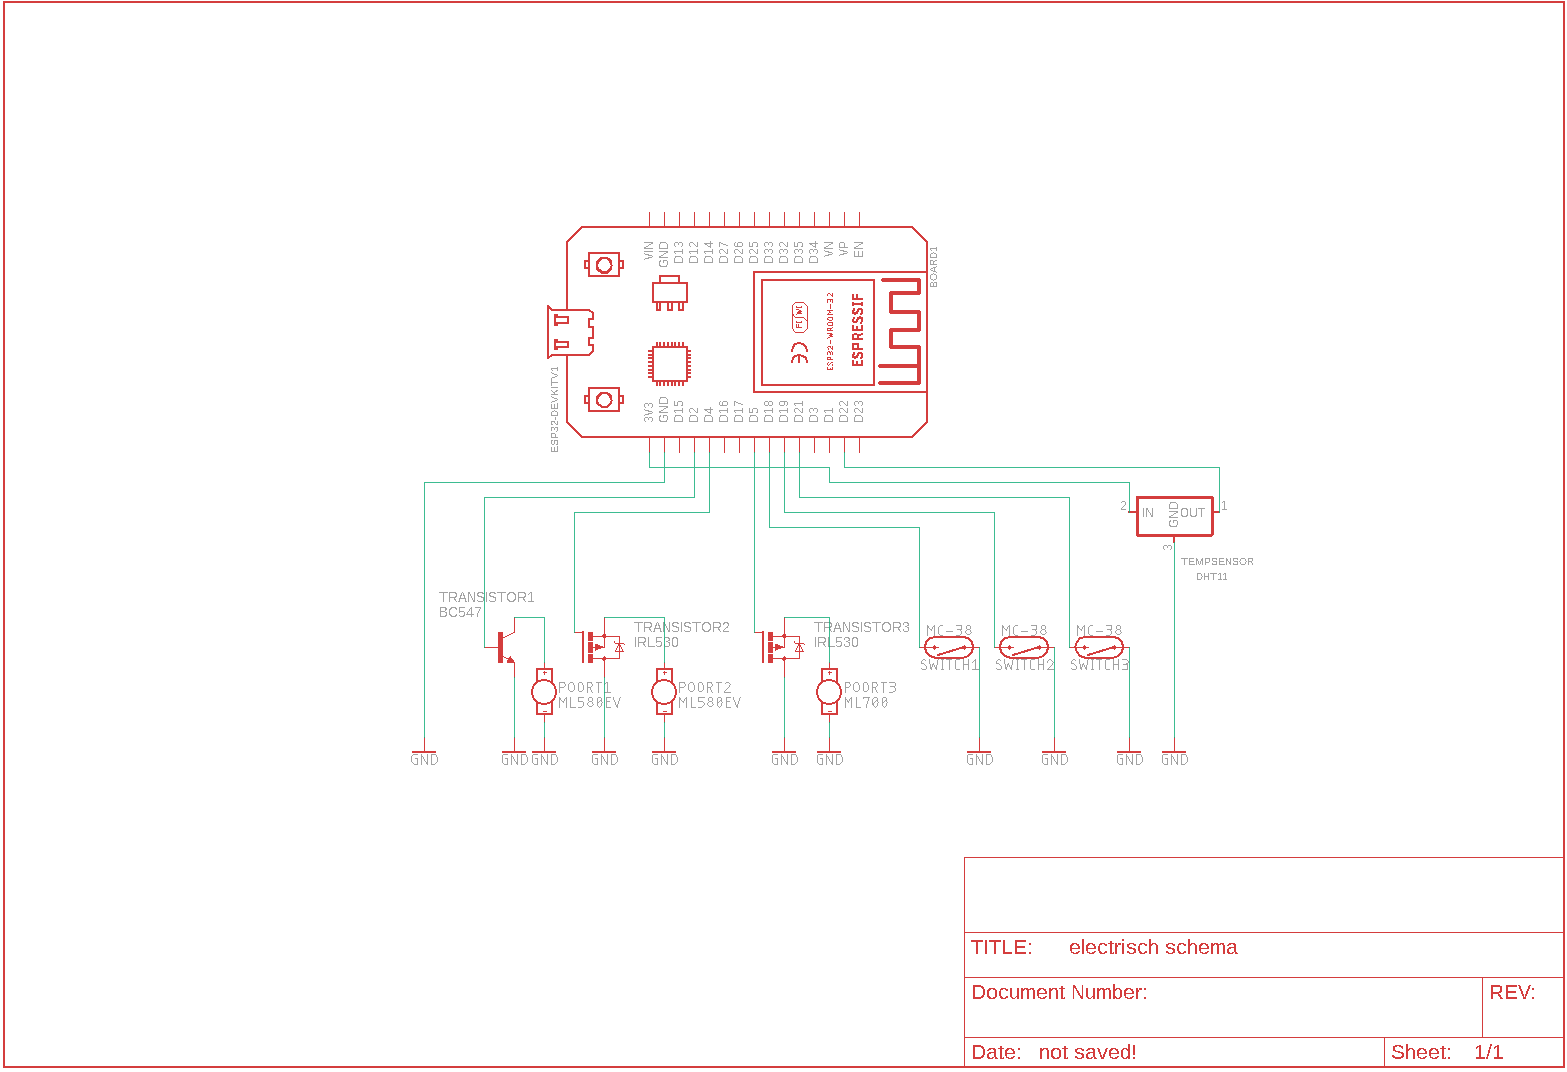 VIN GND D13 D12 D14 D27 D26 D25 D33 D32 D35 D34 VN VP EN
BOARD1
WI FI
CE
ESP32-WROOM-32
ESPRESSIF
ESP32-DEVKITV1
3V3 GND D15 D2 D4 D16 D17 D5 D18 D19 D21 D3 D1 D22 D23
2 IN GND OUT 1
3
TEMPSENSOR
DHT11
TRANSISTOR1
BC547
TRANSISTOR2
IRL530
TRANSISTOR3
IRL530
MC-38 MC-38 MC-38
SWITCH1 SWITCH2 SWITCH3
+ + +
POORT1 POORT2 POORT3
ML580EV ML580EV ML700
- - -
GND GND GND GND GND GND GND GND GND GND GND
TITLE: electrisch schema
Document Number: REV:
Date: not saved! Sheet: 1/1